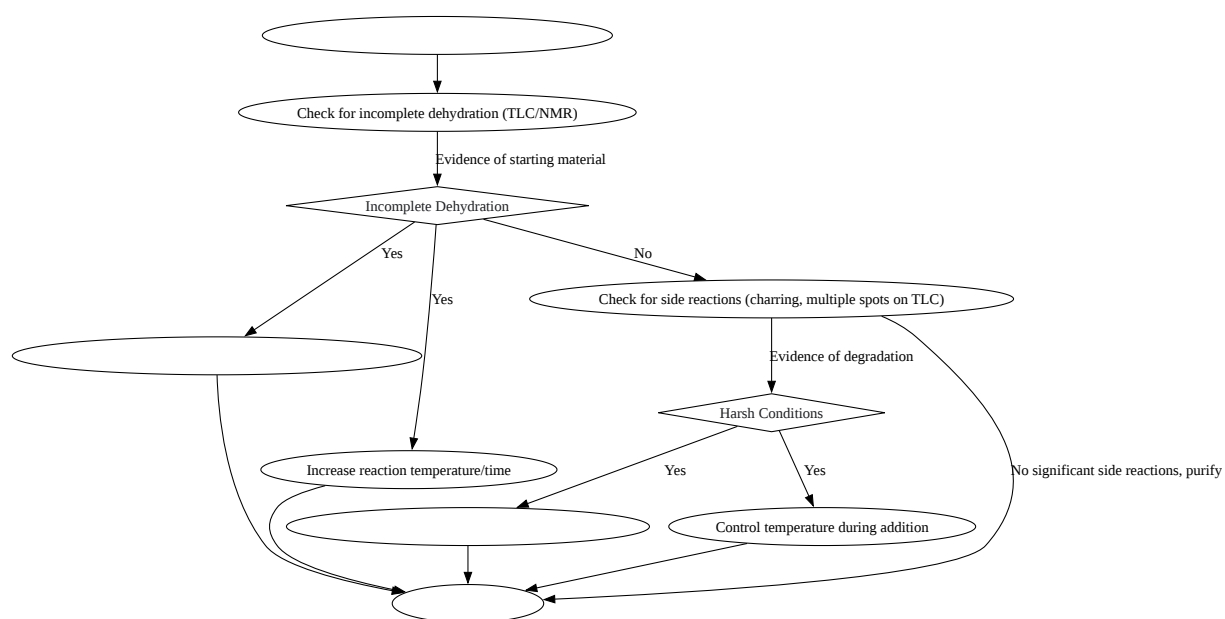 Check for incomplete dehydration (TLC/NMR)
Evidence of starting material
Incomplete Dehydration
Yes
No
Yes
Check for side reactions (charring, multiple spots on TLC)
Evidence of degradation
Harsh Conditions
Increase reaction temperature/time
Yes
Yes
No significant side reactions, purify
Control temperature during addition